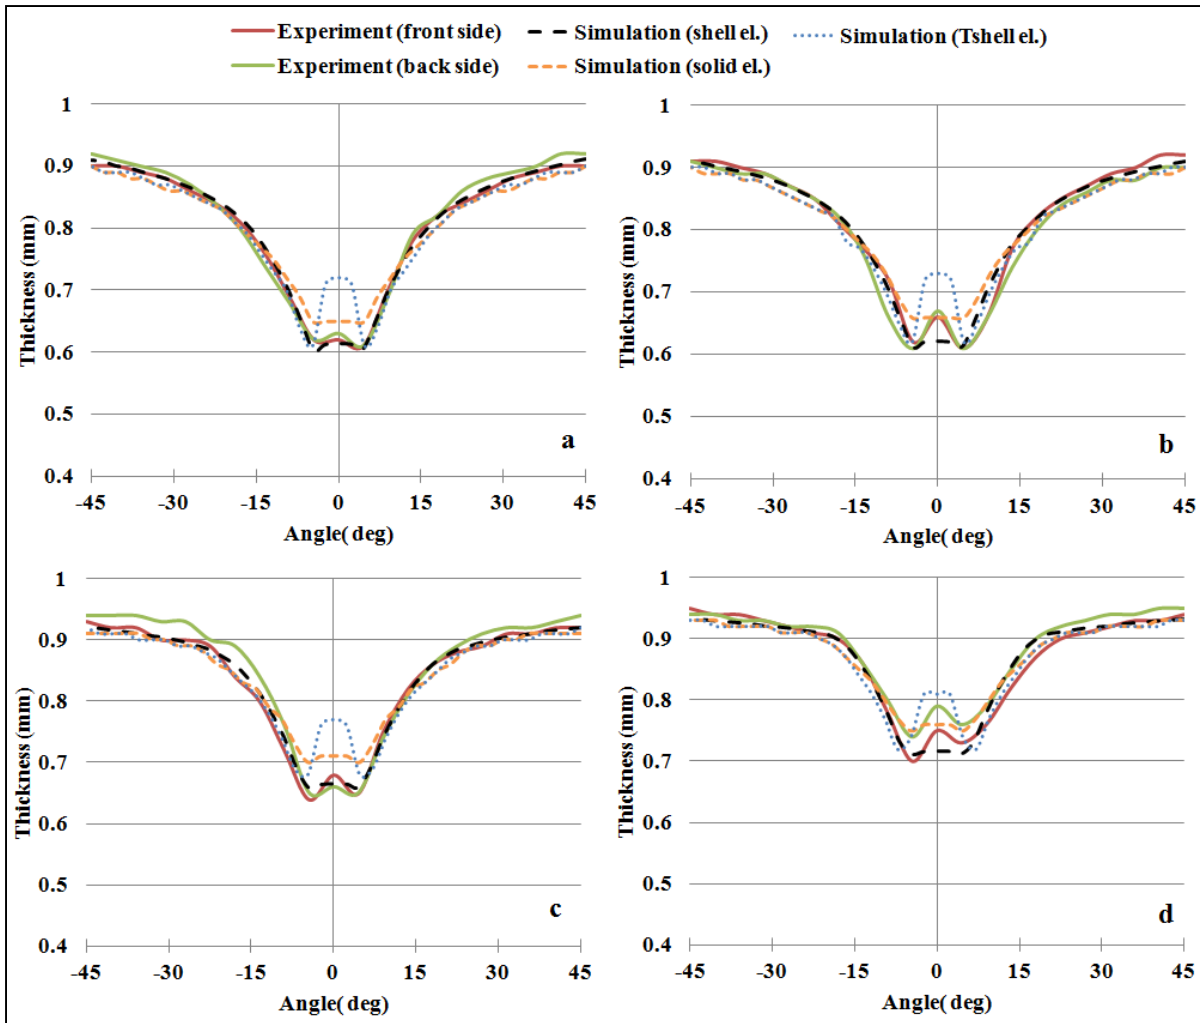 Experiment (front side) Simulation (shell el.) Simulation (Tshell el.)
Experiment (back side) Simulation (solid el.)
1
0.9
0.8
0.7
0.6
0.5
0.4
Thickness (mm)
a
-45 -30 -15 0 15 30 45
Angle( deg)
1
0.9
0.8
0.7
0.6
0.5
0.4
Thickness (mm)
b
-45 -30 -15 0 15 30 45
Angle( deg)
1
0.9
0.8
0.7
0.6
0.5
0.4
Thickness (mm)
c
-45 -30 -15 0 15 30 45
Angle( deg)
1
0.9
0.8
0.7
0.6
0.5
0.4
Thickness (mm)
d
-45 -30 -15 0 15 30 45
Angle( deg)